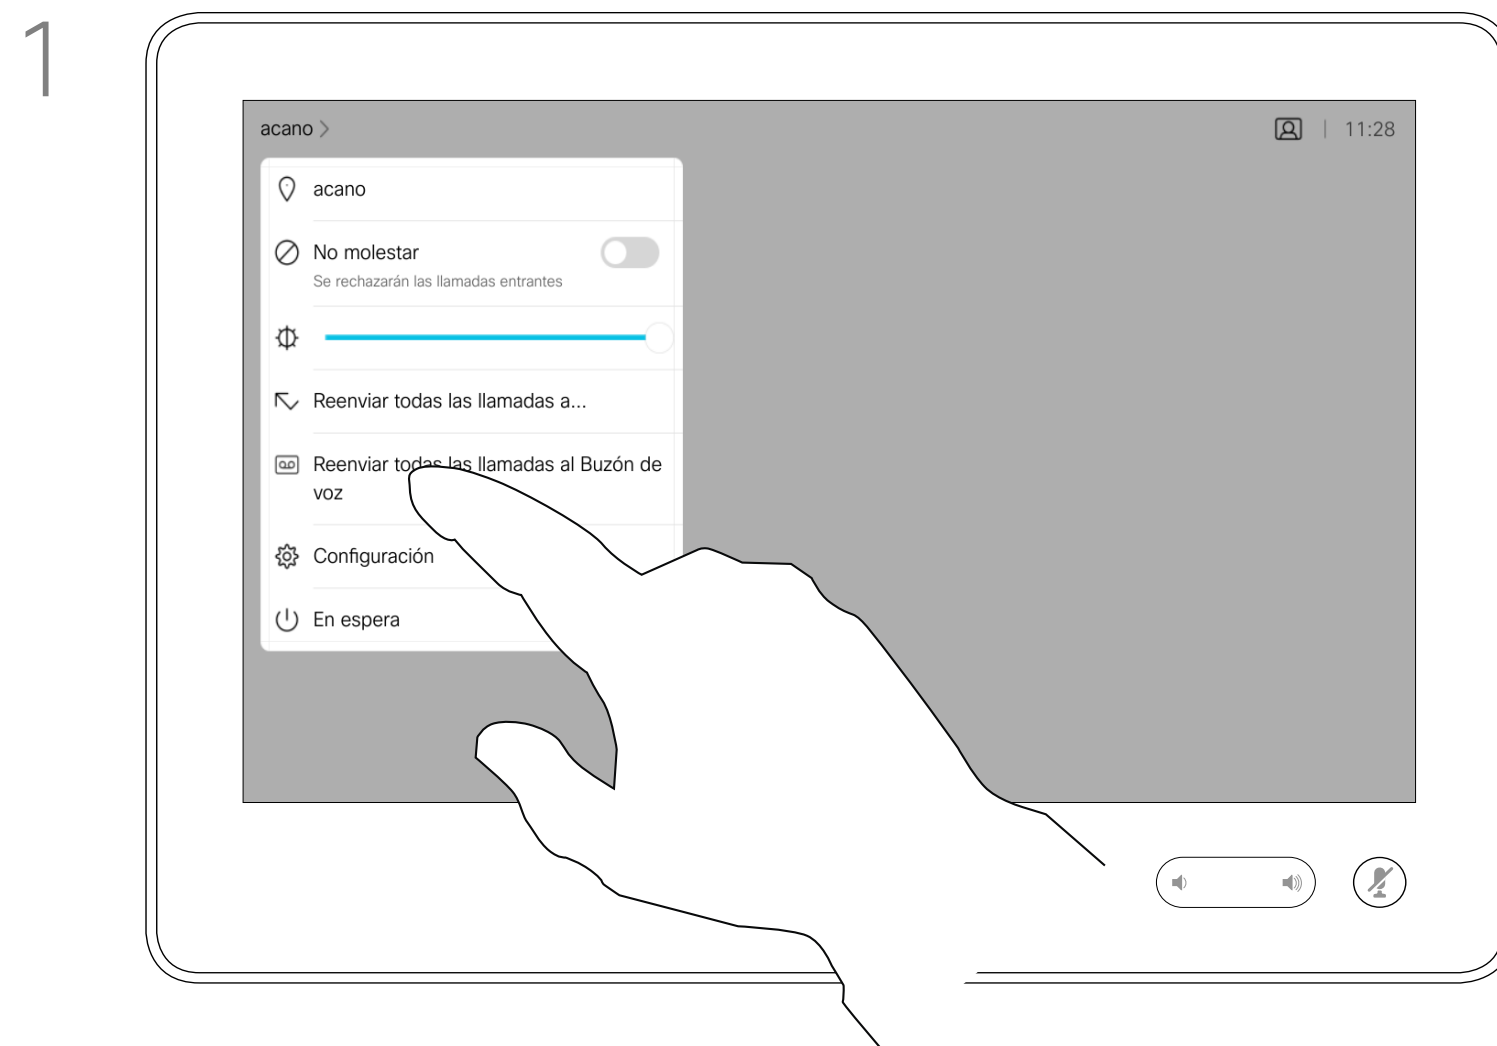 1
acano
11:28
acano
No molestar
Se rechazarán las llamadas entrantes
Reenviar todas las llamadas a...
Reenviar todas las llamadas al Buzón de
voz
Configuración
En espera